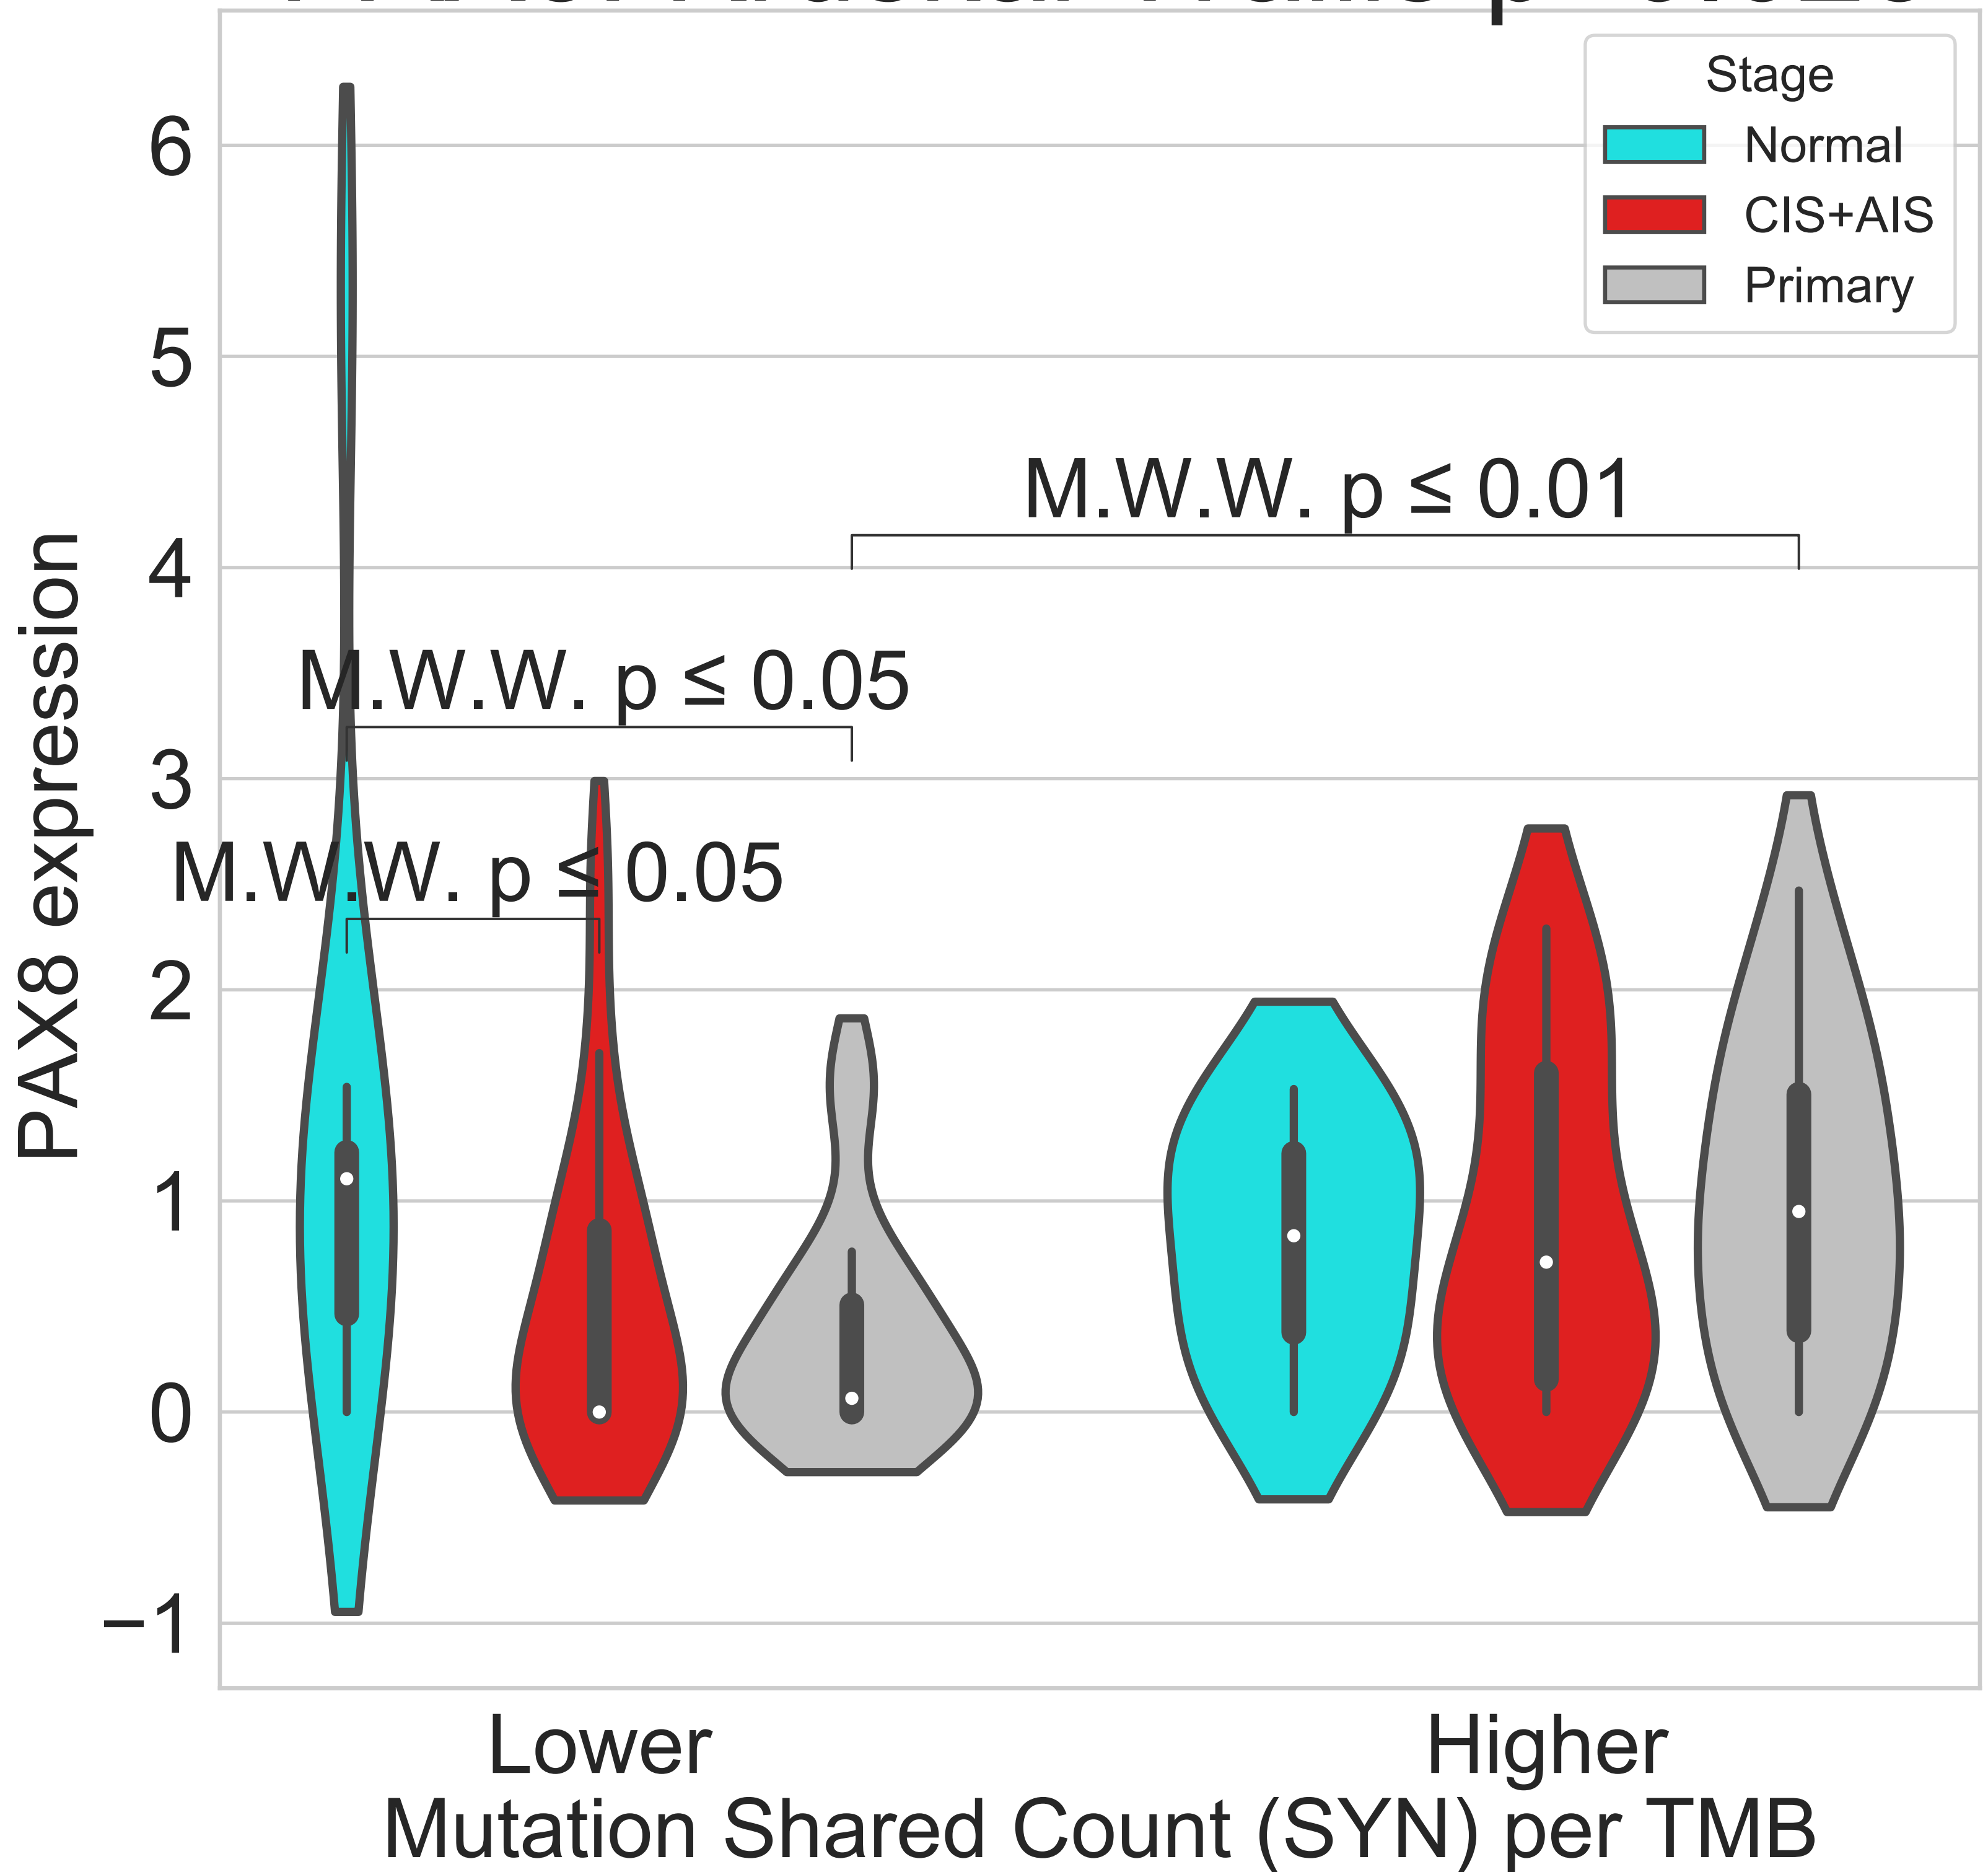 Stage
Normal
CIS+AIS
Primary
6
5
4
3
2
1
0
−1
PAX8 expression
M.W.W. p ≤ 0.01
M.W.W. p ≤ 0.05
M.W.W. p ≤ 0.05
Lower
Higher
Mutation Shared Count (SYN) per TMB